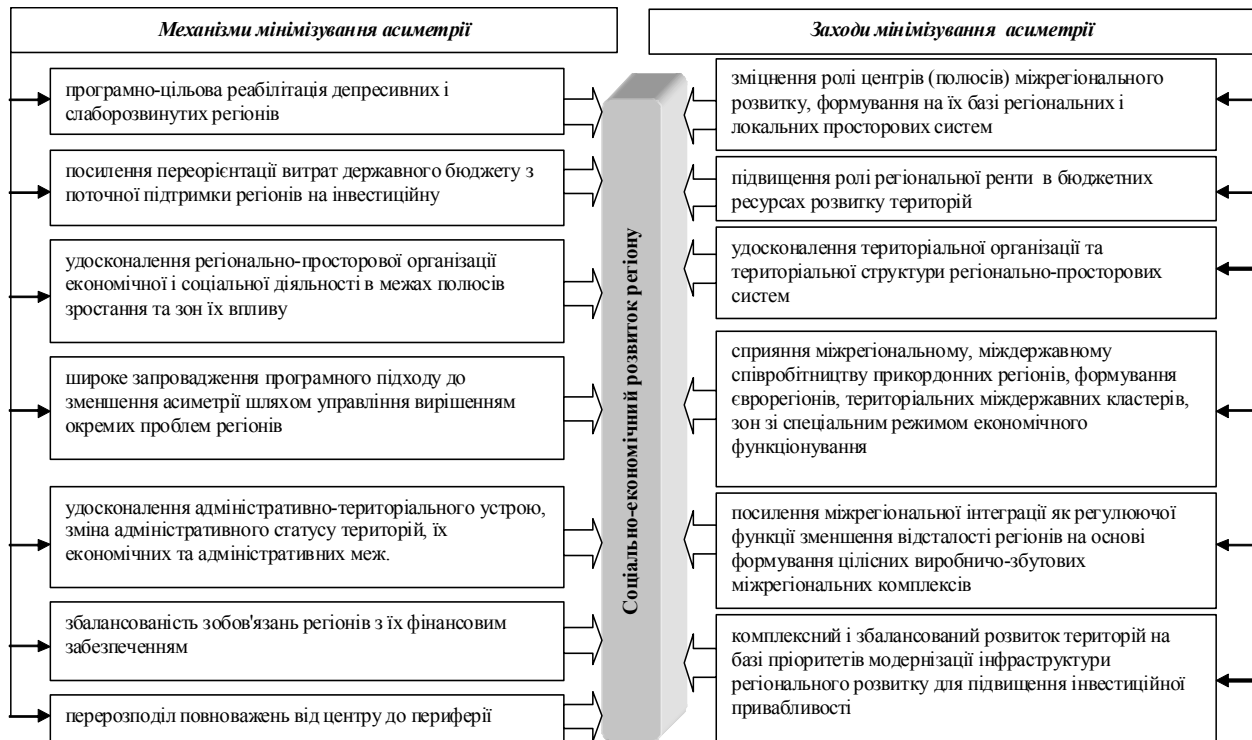 Механізми мінімізування асиметрії
програмно-цільова реабілітація депресивних і
слаборозвинутих регіонів
посилення переорієнтації витрат державного бюджету з
поточної підтримки регіонів на інвестиційну
удосконалення регіонально-просторової організації
економічної і соціальної діяльності в межах полюсів
зростання та зон їх впливу
широке запровадження програмного підходу до
зменшення асиметрії шляхом управління вирішенням
окремих проблем регіонів
удосконалення адміністративно-територіального устрою,
зміна адміністративного статусу територій, їх
економічних та адміністративних меж.
збалансованість зобов'язань регіонів з їх фінансовим
забезпеченням
перерозподіл повноважень від центру до периферії
Соціально-економічний розвиток регіону
Заходи мінімізування асиметрії
зміцнення ролі центрів (полюсів) міжрегіонального
розвитку, формування на їх базі регіональних і
локальних просторових систем
підвищення ролі регіональної ренти в бюджетних
ресурсах розвитку територій
удосконалення територіальної організації та
територіальної структури регіонально-просторових
систем
сприяння міжрегіональному, міждержавному
співробітництву прикордонних регіонів, формування
єврорегіонів, територіальних міждержавних кластерів,
зон зі спеціальним режимом економічного
функціонування
посилення міжрегіональної інтеграції як регулюючої
функції зменшення відсталості регіонів на основі
формування цілісних виробничо-збутових
міжрегіональних комплексів
комплексний і збалансований розвиток територій на
базі пріоритетів модернізації інфраструктури
регіонального розвитку для підвищення інвестиційної
привабливості